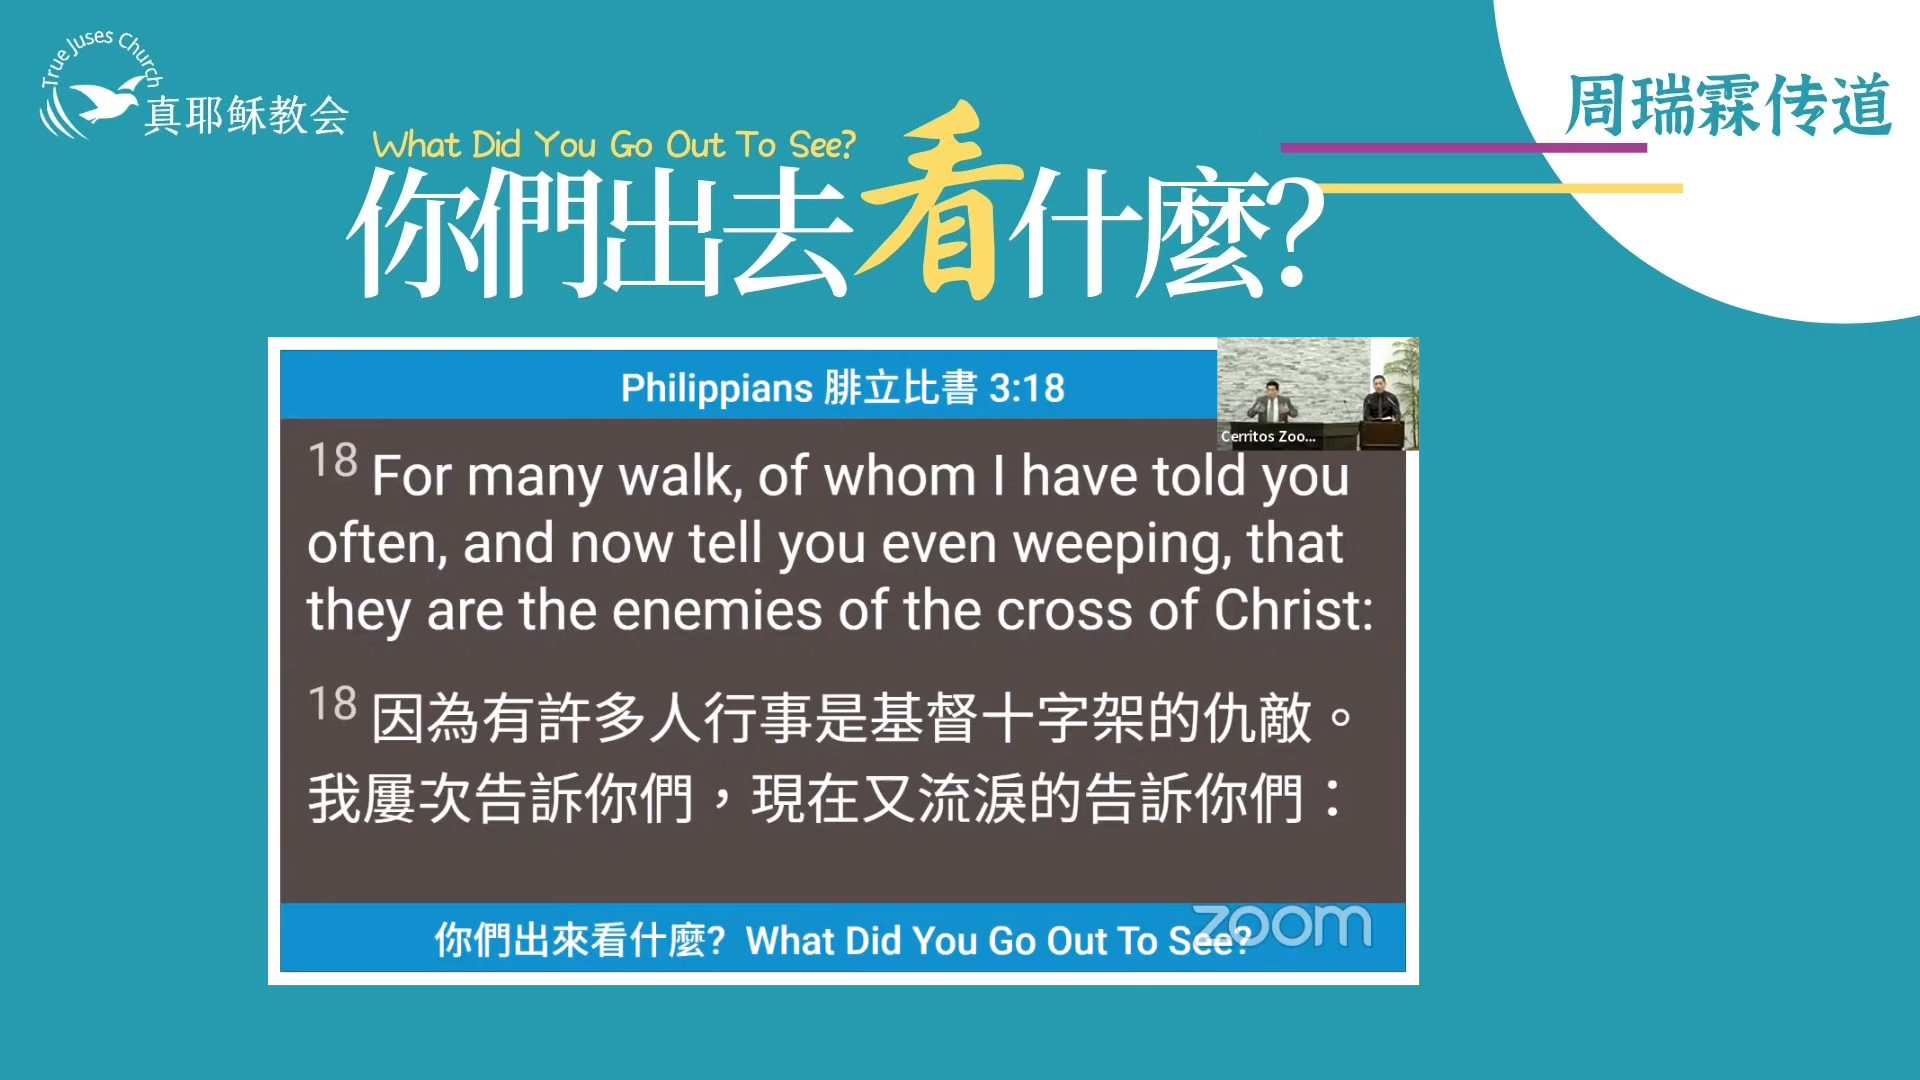 True Juses Church
真耶稣教会
周瑞霖传道
What Did You Go Out To See?
你們出去看什麼?
Philippians 腓立比書 3:18
Cerritos Zoo...
18 For many walk, of whom I have told you
often, and now tell you even weeping, that
they are the enemies of the cross of Christ:
18 因為有許多人行事是基督十字架的仇敵。
我屢次告訴你們，現在又流淚的告訴你們：
你們出來看什麼? What Did You Go Out To See?
zoom